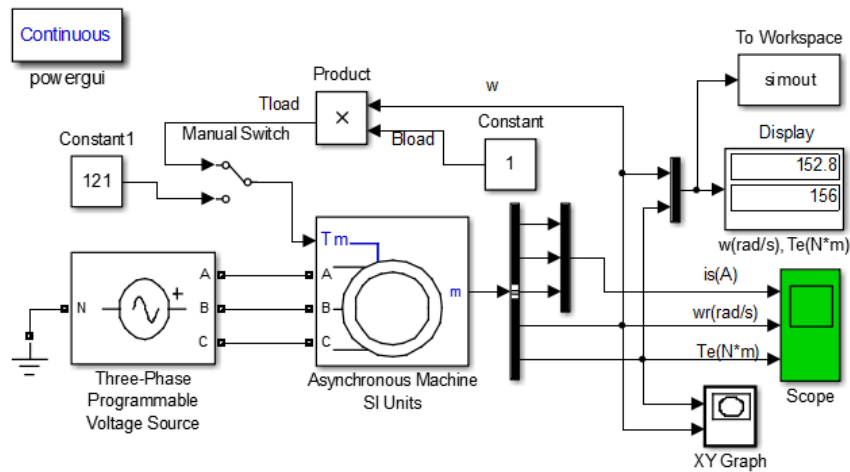 Continuous
powergui
To Workspace
simout
Product
w
Tload
×
Constant1
Manual Switch
Bload
Constant
1
Display
152.8
156
w(rad/s), Te(N*m)
121
Tm
A
B
C
m
N
+
A
B
C
is(A)
wr(rad/s)
Te(N*m)
Scope
Three-Phase
Programmable
Voltage Source
Asynchronous Machine
SI Units
XY Graph